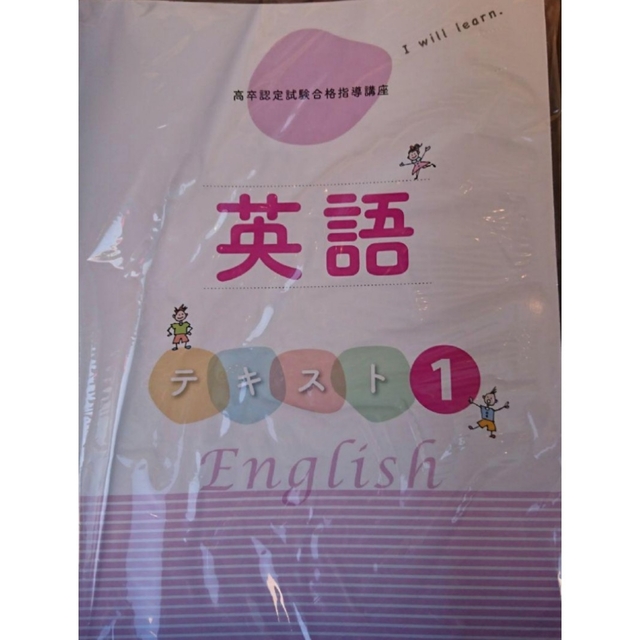 I will learn.
高卒認定試験合格指導講座
英語
テキスト1
English